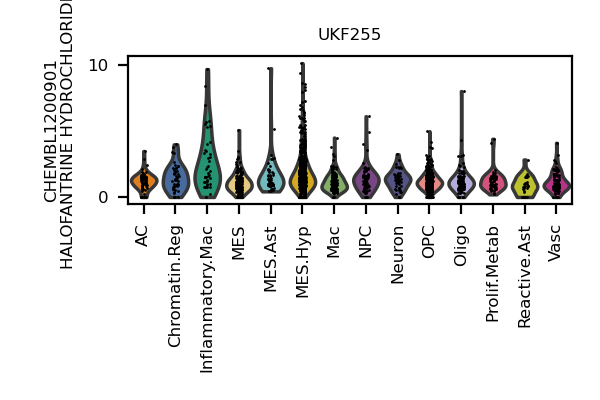 UKF255
CHEMBL1200901
HALOFANTRINE HYDROCHLORIDE
10
0
AC
Chromatin.Reg
Inflammatory.Mac
MES
MES.Ast
MES.Hyp
Mac
NPC
Neuron
OPC
Oligo
Prolif.Metab
Reactive.Ast
Vasc